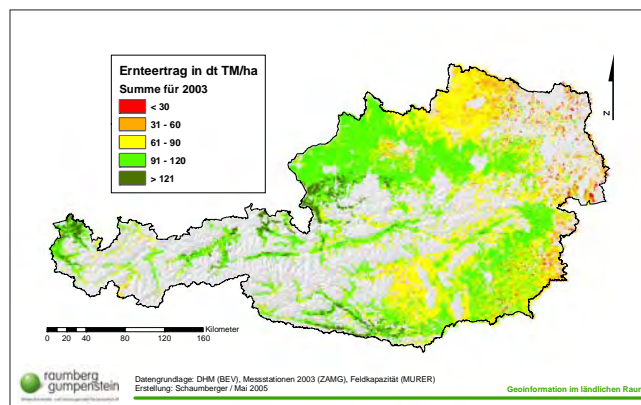 Ernteertrag in dt TM/ha
Summe für 2003
< 30
31 - 60
61 - 90
91 - 120
> 121
N
Kilometer
0 10 20 40 80 120 160
raumberg
gumpenstein
Datengrundlage: DHM (BEV), Messstationen 2003 (ZAMG), Feldkapazität (MURER)
Erstellung: Schaumberger / Mai 2005
Geoinformation im ländlichen Raum